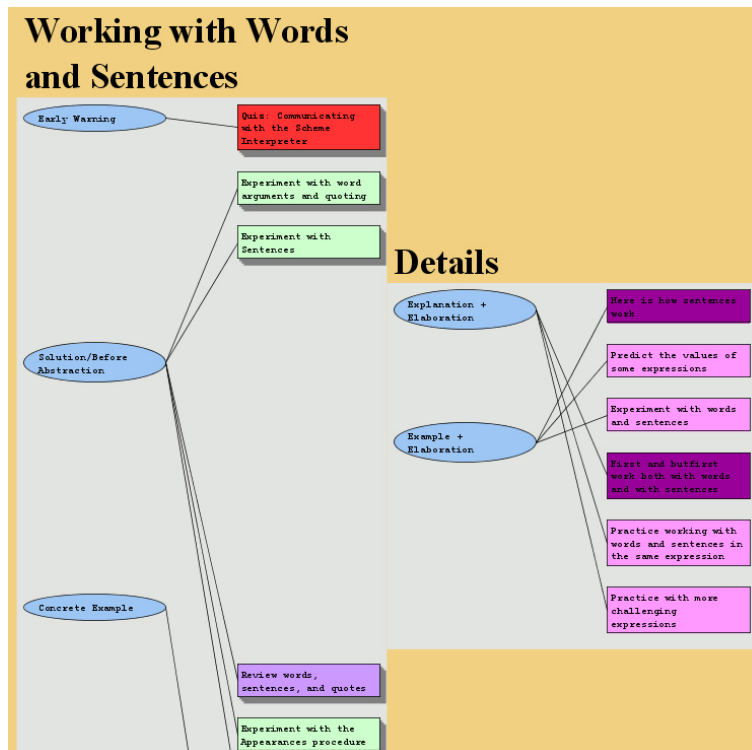 Working with Words
and Sentences
Early Warning
Quiz: Communicating
with the Scheme
Interpreter
Experiment with word
arguments and quoting
Experiment with
Sentences
Solution/Before
Abstraction
Concrete Example
Review words,
sentences, and quotes
Experiment with the
Appearances procedure
Details
Explanation +
Elaboration
Here is how sentences
work
Predict the values of
some expressions
Experiment with words
and sentences
Example +
Elaboration
First and butfirst
work both with words
and with sentences
Practice working with
words and sentences in
the same expression
Practice with more
challenging
expressions